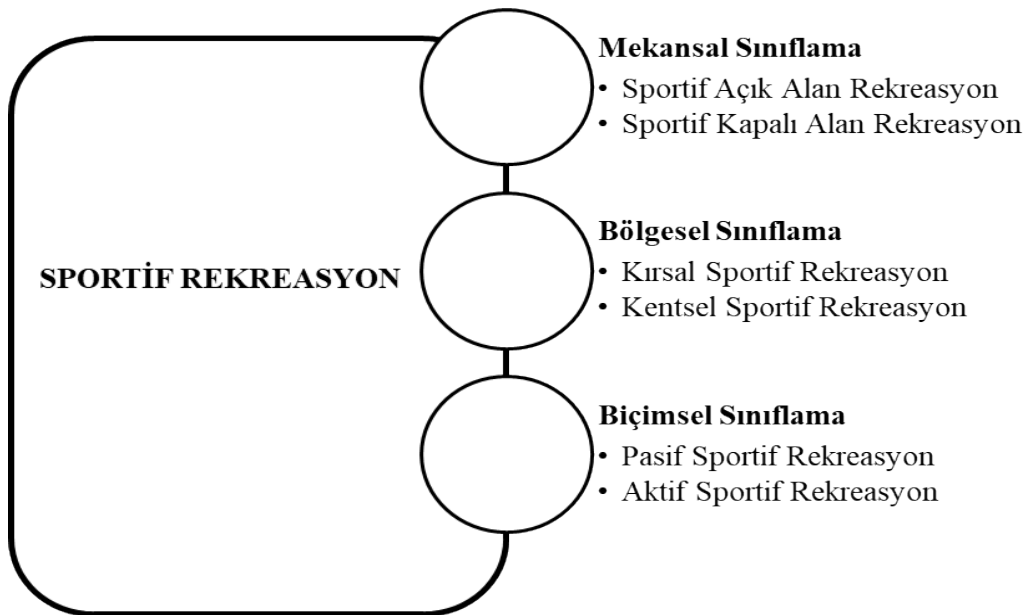 Mekansal Sınıflama
• Sportif Açık Alan Rekreasyon
• Sportif Kapalı Alan Rekreasyon
SPORTİF REKREASYON
Bölgesel Sınıflama
• Kırsal Sportif Rekreasyon
• Kentsel Sportif Rekreasyon
Biçimsel Sınıflama
• Pasif Sportif Rekreasyon
• Aktif Sportif Rekreasyon